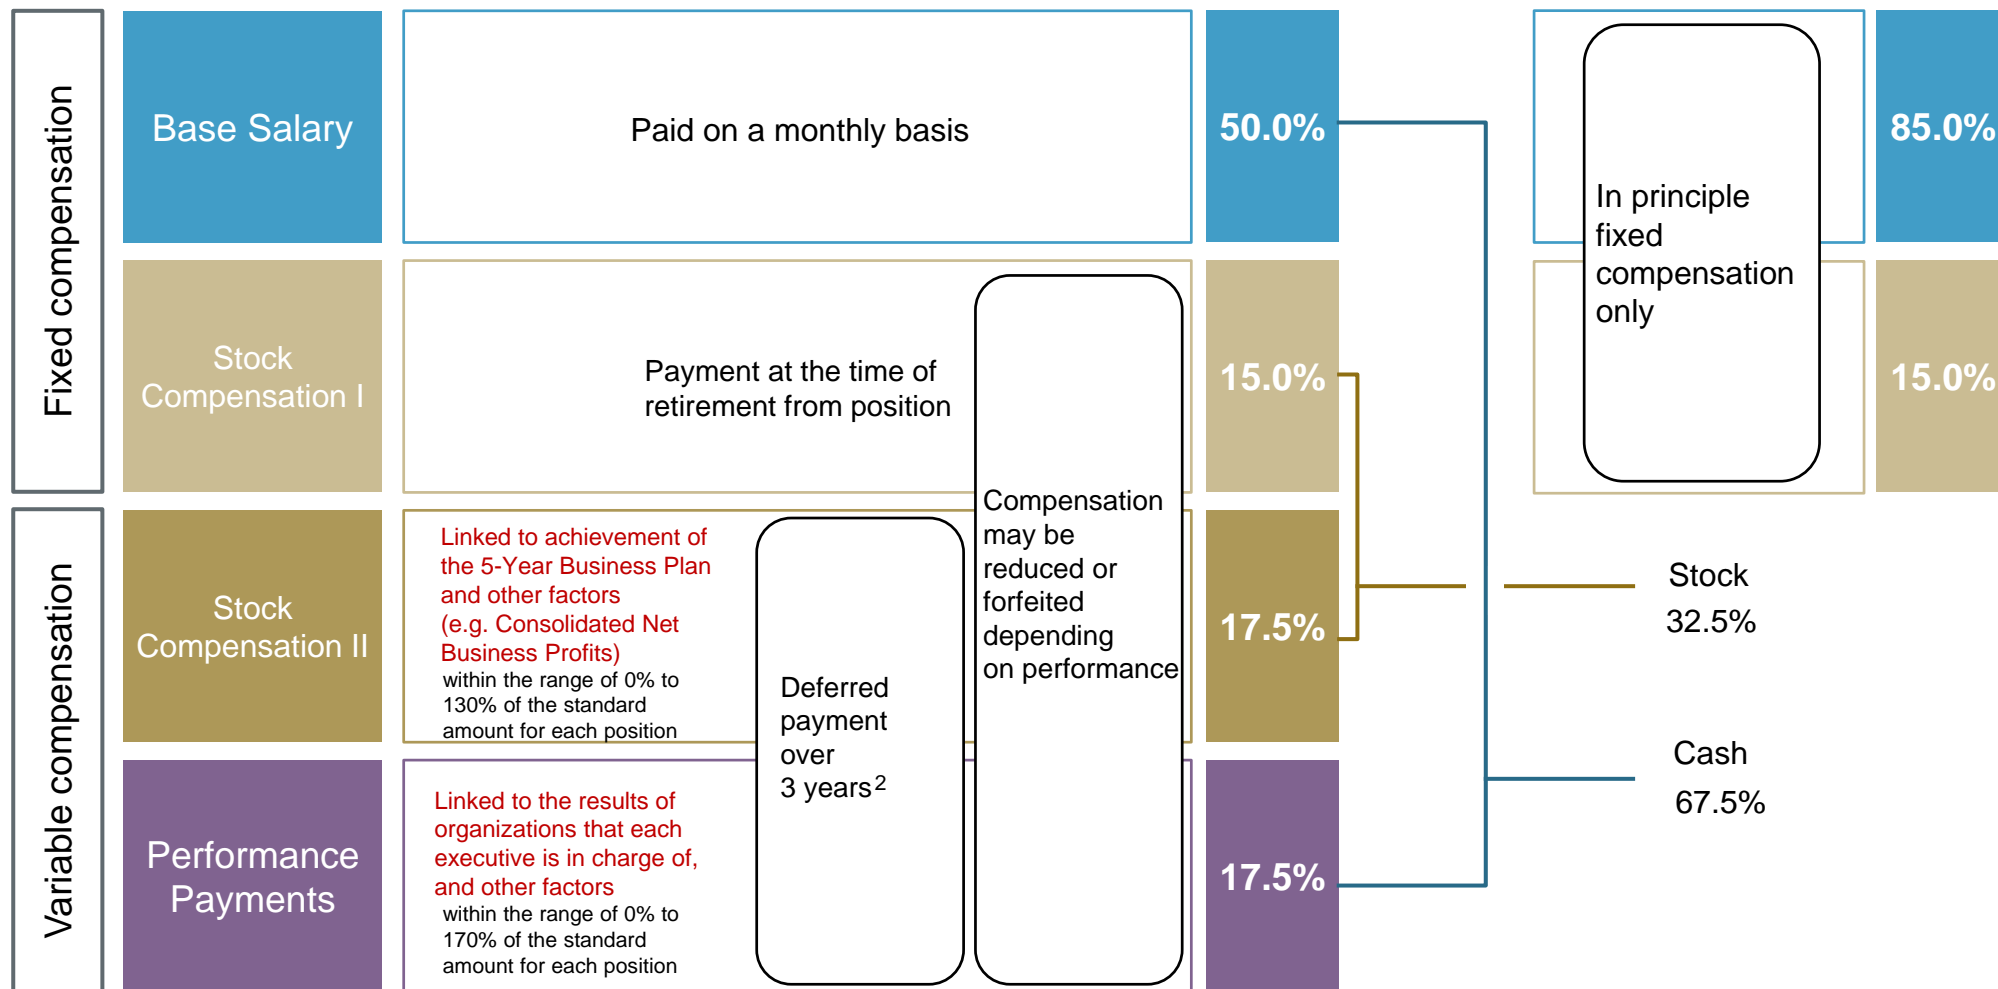 Fixed compensation
Base Salary
Paid on a monthly basis
50.0%
85.0%
In principle
fixed
compensation
only
Stock
Compensation I
Payment at the time of
retirement from position
15.0%
15.0%
Compensation
may be
reduced or
forfeited
depending
on performance
Variable compensation
Stock
Compensation II
Linked to achievement of
the 5-Year Business Plan
and other factors
(e.g. Consolidated Net
Business Profits)
within the range of 0% to
130% of the standard
amount for each position
Deferred
payment
over
3 years2
17.5%
Stock
32.5%
Cash
67.5%
Performance
Payments
Linked to the results of
organizations that each
executive is in charge of,
and other factors
within the range of 0% to
170% of the standard
amount for each position
17.5%